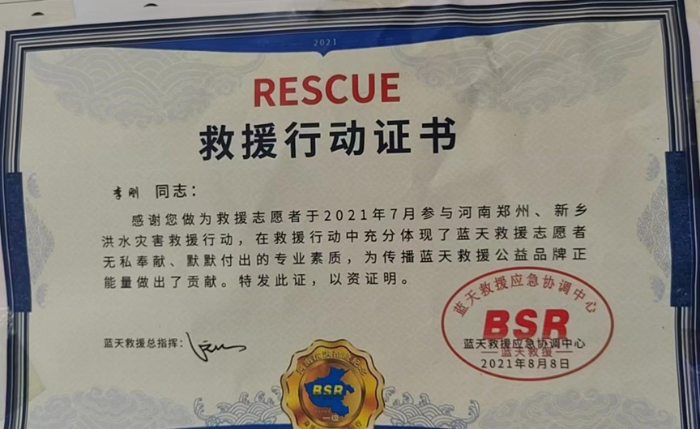 2021
RESCUE
救援行动证书
李刚 同志：
感谢您做为救援志愿者于2021年7月参与河南郑州、新乡
洪水灾害救援行动，在救援行动中充分体现了蓝天救援志愿者
无私奉献、默默付出的专业素质，为传播蓝天救援公益品牌正
能量做出了贡献。特发此证，以资证明。
蓝天救援应急协调中心
BSR
蓝天救援总指挥：
蓝天救援应急协调中心
蓝天救援
2021年8月8日
BSR